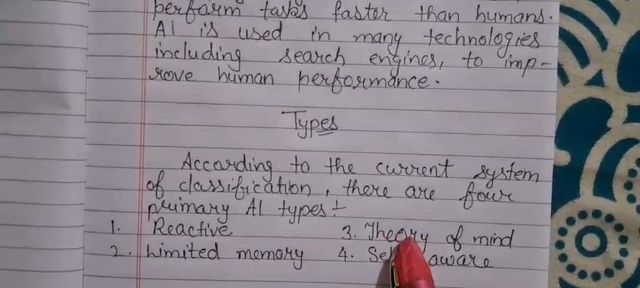 perform tasks faster than humans.
AI is used in many technologies
including search engines, to imp-
rove human performance.
Types
According to the current system
of classification, there are four
primary AI types:-
1. Reactive
2. Limited memory
3. Theory of mind
4. Self aware